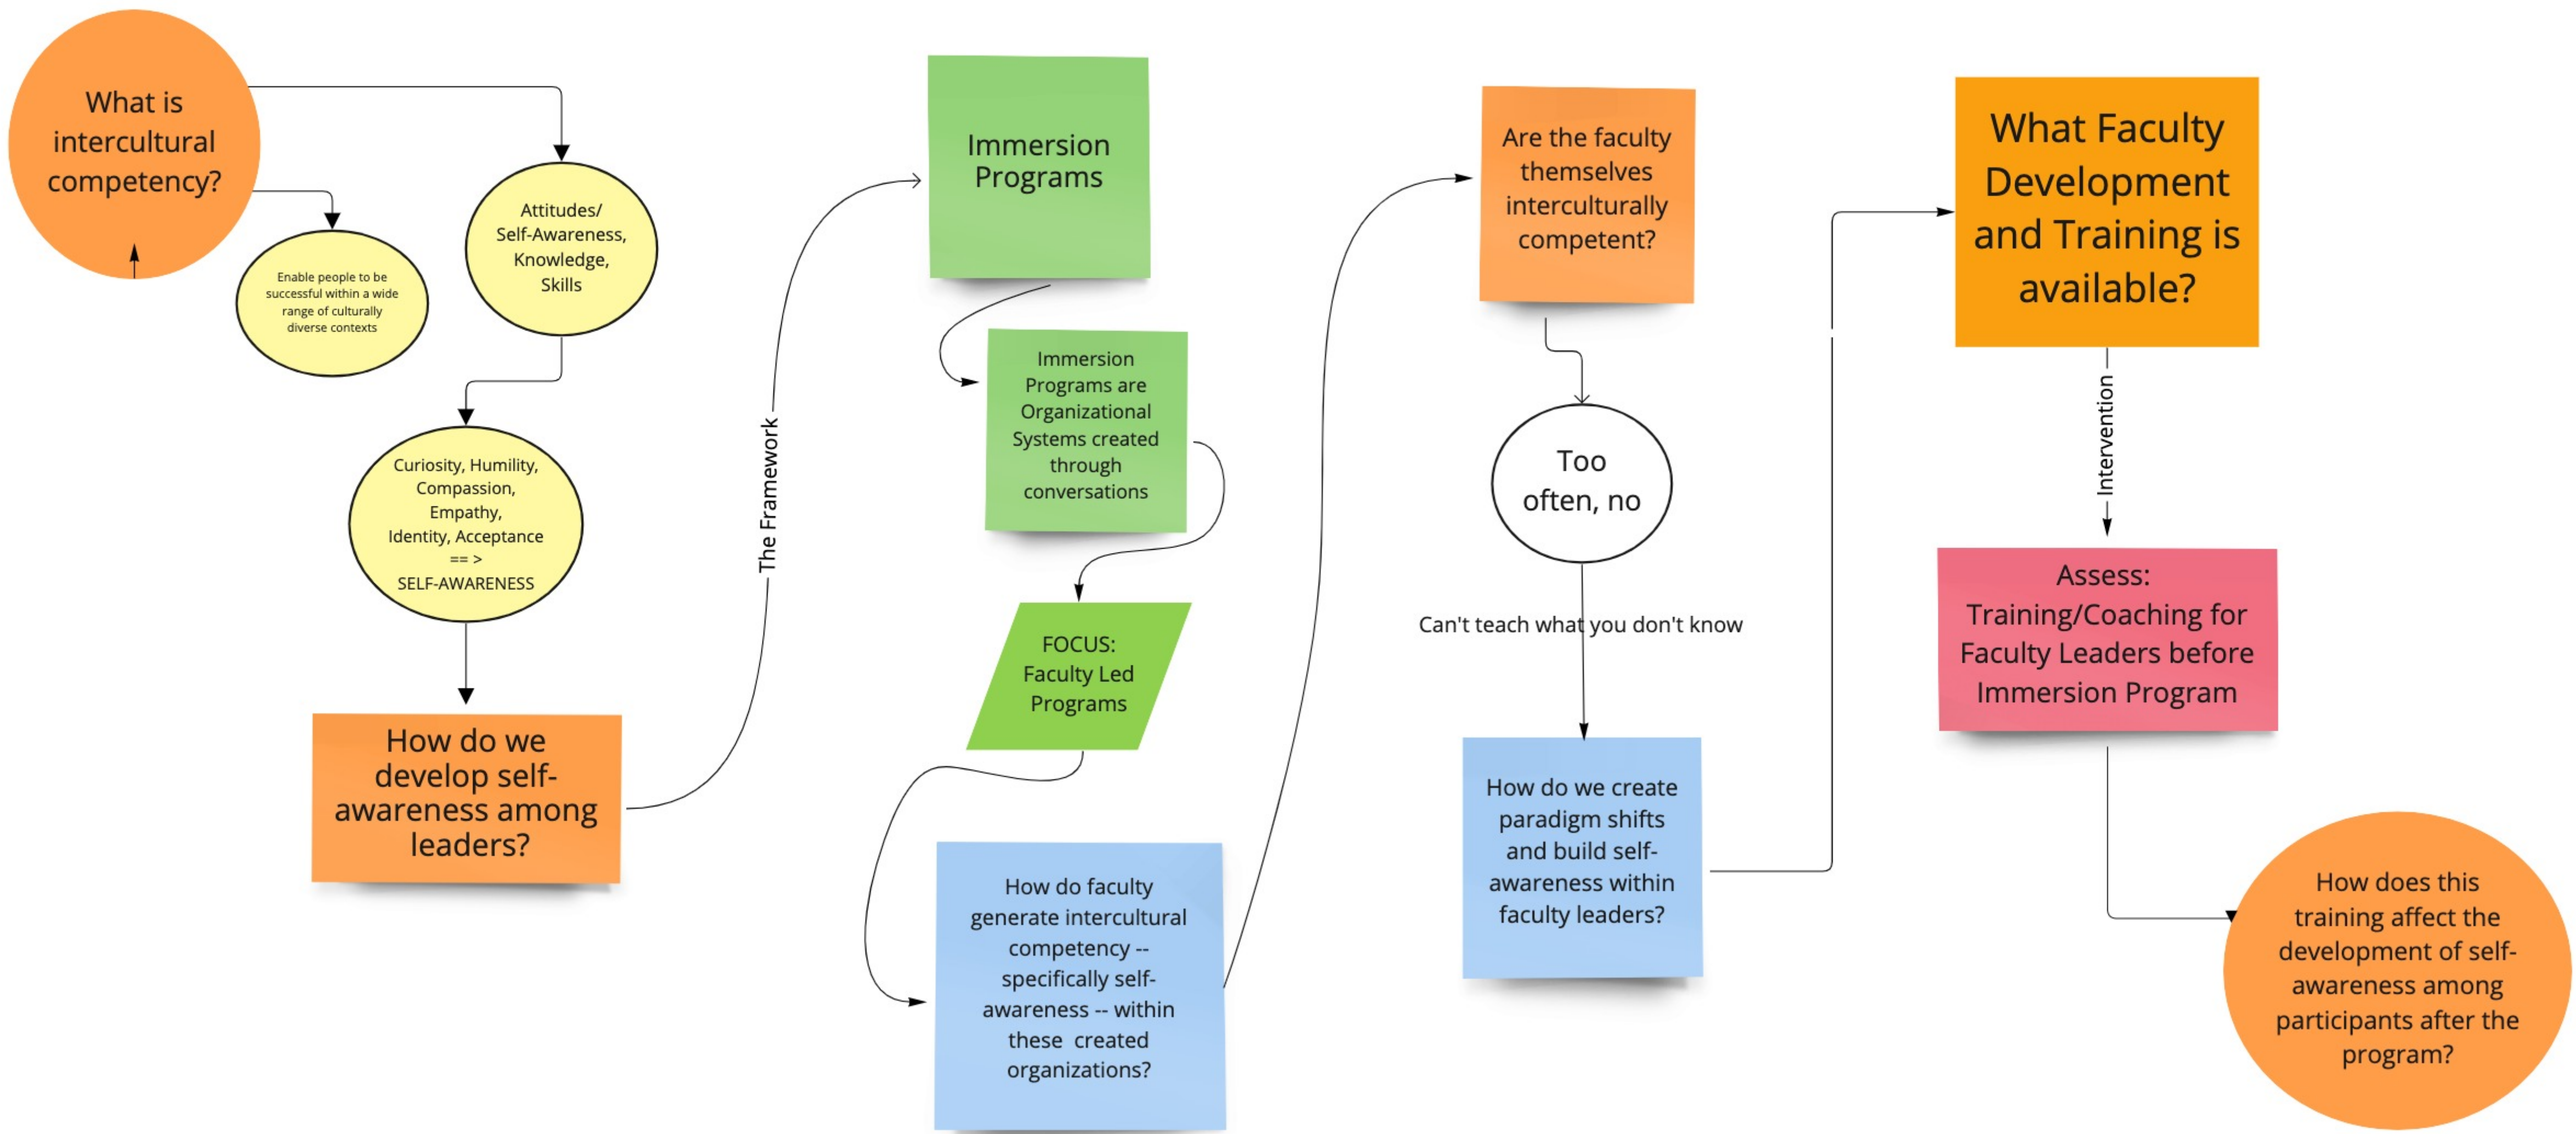 What is
intercultural
competency?
Enable people to be
successful within a wide
range of culturally
diverse contexts
Attitudes/
Self-Awareness,
Knowledge,
Skills
Curiosity, Humility,
Compassion,
Empathy,
Identity, Acceptance
== >
SELF-AWARENESS
How do we
develop self-
awareness among
leaders?
The Framework
Immersion
Programs
Immersion
Programs are
Organizational
Systems created
through
conversations
FOCUS:
Faculty Led
Programs
How do faculty
generate intercultural
competency --
specifically self-
awareness -- within
these created
organizations?
Are the faculty
themselves
interculturally
competent?
Too
often, no
Can't teach what you don't know
How do we create
paradigm shifts
and build self-
awareness within
faculty leaders?
What Faculty
Development
and Training is
available?
Intervention
Assess:
Training/Coaching for
Faculty Leaders before
Immersion Program
How does this
training affect the
development of self-
awareness among
participants after the
program?